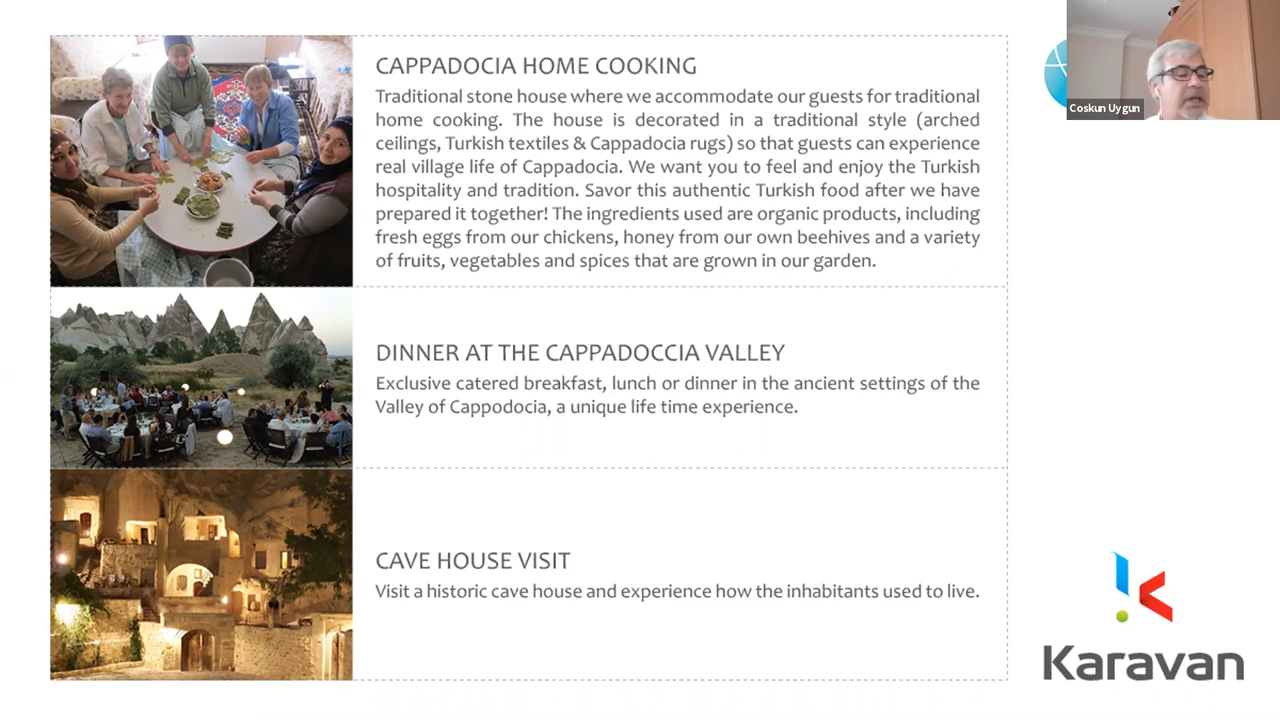 CAPPADOCIA HOME COOKING
Traditional stone house where we accommodate our guests for traditional
home cooking. The house is decorated in a traditional style (arched
ceilings, Turkish textiles & Cappadocia rugs) so that guests can experience
real village life of Cappadocia. We want you to feel and enjoy the Turkish
hospitality and tradition. Savor this authentic Turkish food after we have
prepared it together! The ingredients used are organic products, including
fresh eggs from our chickens, honey from our own beehives and a variety
of fruits, vegetables and spices that are grown in our garden.
DINNER AT THE CAPPADOCCIA VALLEY
Exclusive catered breakfast, lunch or dinner in the ancient settings of the
Valley of Cappodocia, a unique life time experience.
CAVE HOUSE VISIT
Visit a historic cave house and experience how the inhabitants used to live.
Coskun Uygun
Karavan